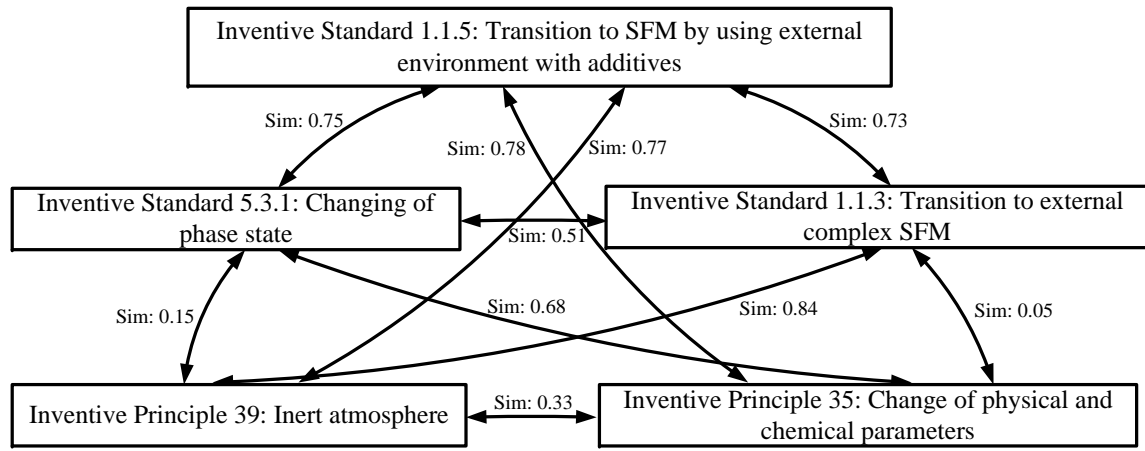 Inventive Standard 1.1.5: Transition to SFM by using external
environment with additives
Sim: 0.75
Sim: 0.78
Sim: 0.77
Sim: 0.73
Inventive Standard 5.3.1: Changing of
phase state
Sim: 0.51
Inventive Standard 1.1.3: Transition to external
complex SFM
Sim: 0.15
Sim: 0.68
Sim: 0.84
Sim: 0.05
Inventive Principle 39: Inert atmosphere
Sim: 0.33
Inventive Principle 35: Change of physical and
chemical parameters